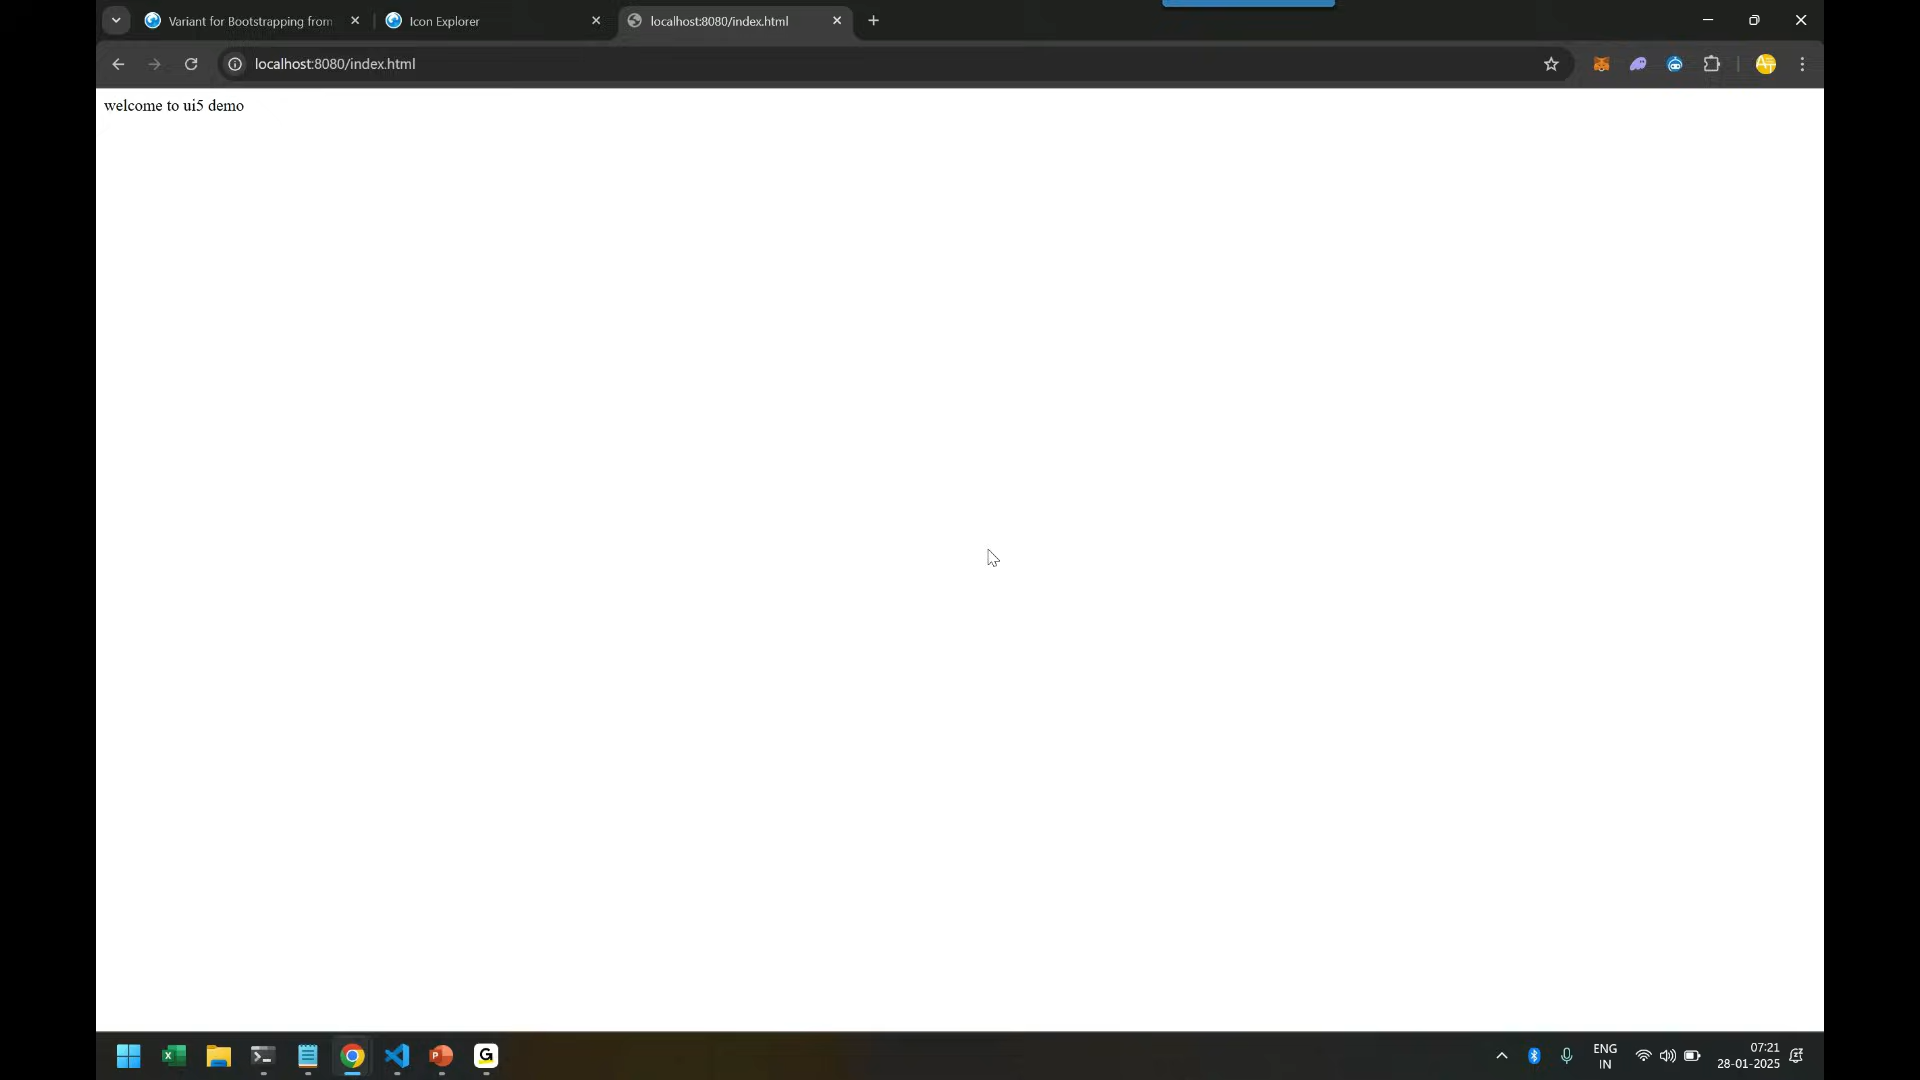 Variant for Bootstrapping from
Icon Explorer
localhost:8080/index.html
localhost:8080/index.html
welcome to ui5 demo
ENG
IN
07:21
28-01-2025